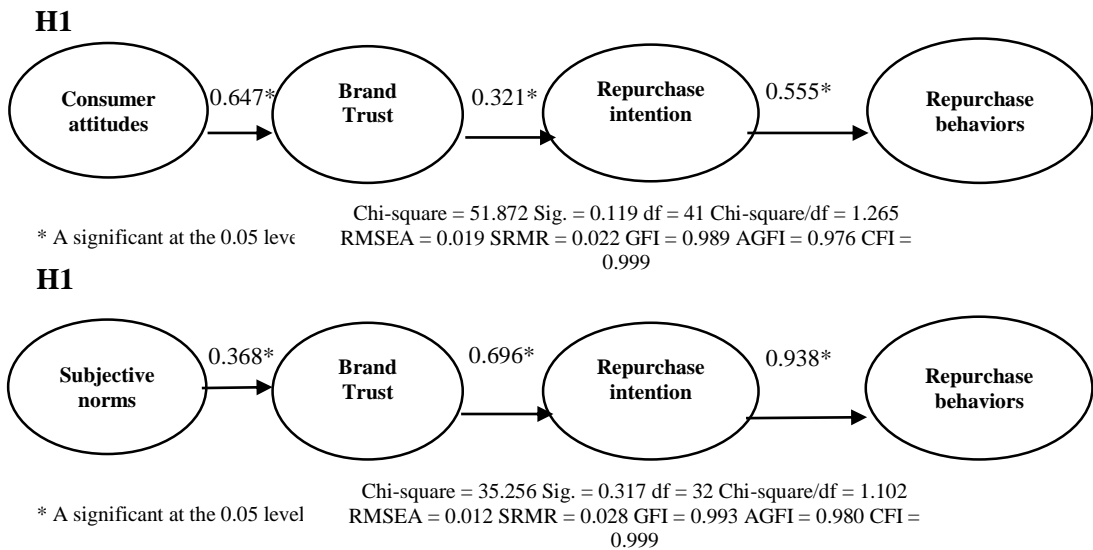 H1
Consumer
attitudes
0.647*
Brand
Trust
0.321*
Repurchase
intention
0.555*
Repurchase
behaviors
* A significant at the 0.05 leve
Chi-square = 51.872 Sig. = 0.119 df = 41 Chi-square/df = 1.265
RMSEA = 0.019 SRMR = 0.022 GFI = 0.989 AGFI = 0.976 CFI =
0.999
H1
Subjective
norms
0.368*
Brand
Trust
0.696*
Repurchase
intention
0.938*
Repurchase
behaviors
* A significant at the 0.05 level
Chi-square = 35.256 Sig. = 0.317 df = 32 Chi-square/df = 1.102
RMSEA = 0.012 SRMR = 0.028 GFI = 0.993 AGFI = 0.980 CFI =
0.999